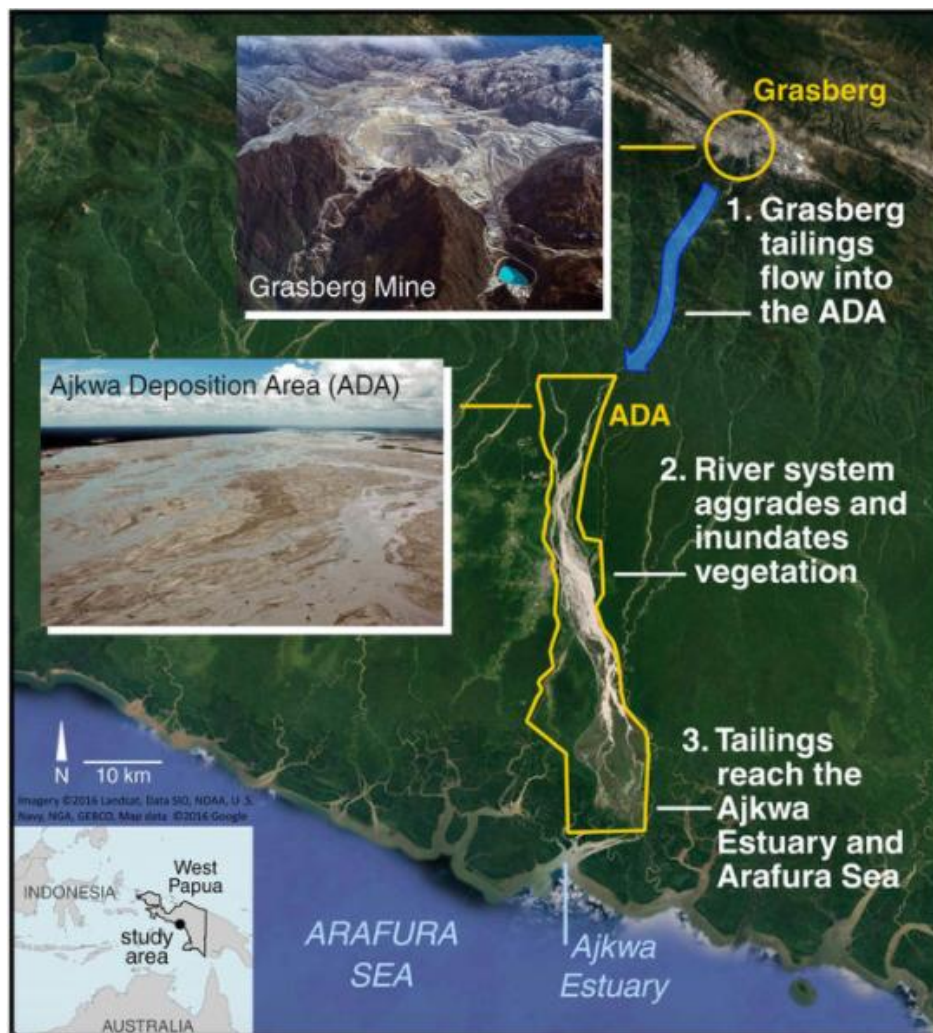 Grasberg
1. Grasberg
tailings
flow into
the ADA
Grasberg Mine
Ajkwa Deposition Area (ADA)
ADA
2. River system
aggrades and
inundates
vegetation
3. Tailings
reach the
Ajkwa
Estuary and
Arafura Sea
N
10 km
Imagery ©2016 Landsat, Data SIO, NOAA, U.S.
Navy, NGA, GEBCO, Map data ©2016 Google
INDONESIA
West
Papua
study
area
AUSTRALIA
ARAFURA
SEA
Ajkwa
Estuary